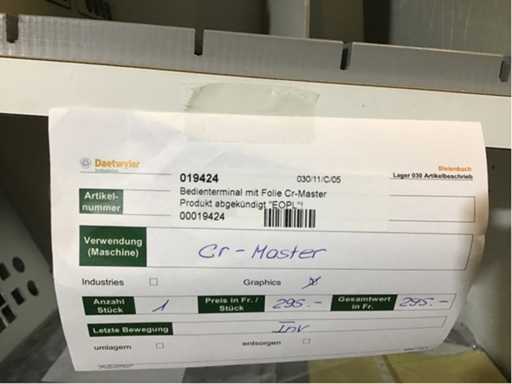 Daetwyler
Bleienbach
019424 030/11/C/05 Lager 030 Artikelbeschrieb
Artikel-
nummer
Bedienterminal mit Folie Cr-Master
Produkt abgekündigt "EOPL"!
00019424
Verwendung
(Maschine)
Cr-Master
Industries Graphics
Anzahl
Stück
1
Preis in Fr. /
Stück
295.-
Gesamtwert
in Fr.
295.-
Letzte Bewegung Inv
umlagern entsorgen